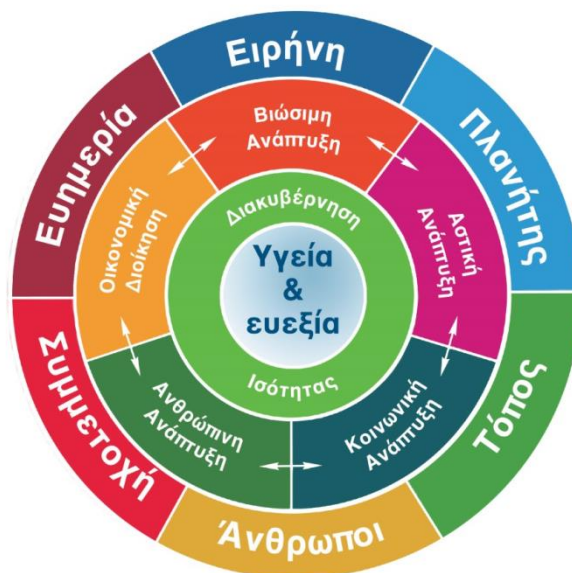 Ειρήνη
Πλανήτης
Τόπος
Άνθρωποι
Συμμετοχή
Ευημερία
Βιώσιμη
Ανάπτυξη
Αστική
Ανάπτυξη
Κοινωνική
Ανάπτυξη
Ανθρώπινη
Ανάπτυξη
Οικονομική
Διοίκηση
Διακυβέρνηση
Ισότητας
Υγεία
&
ευεξία